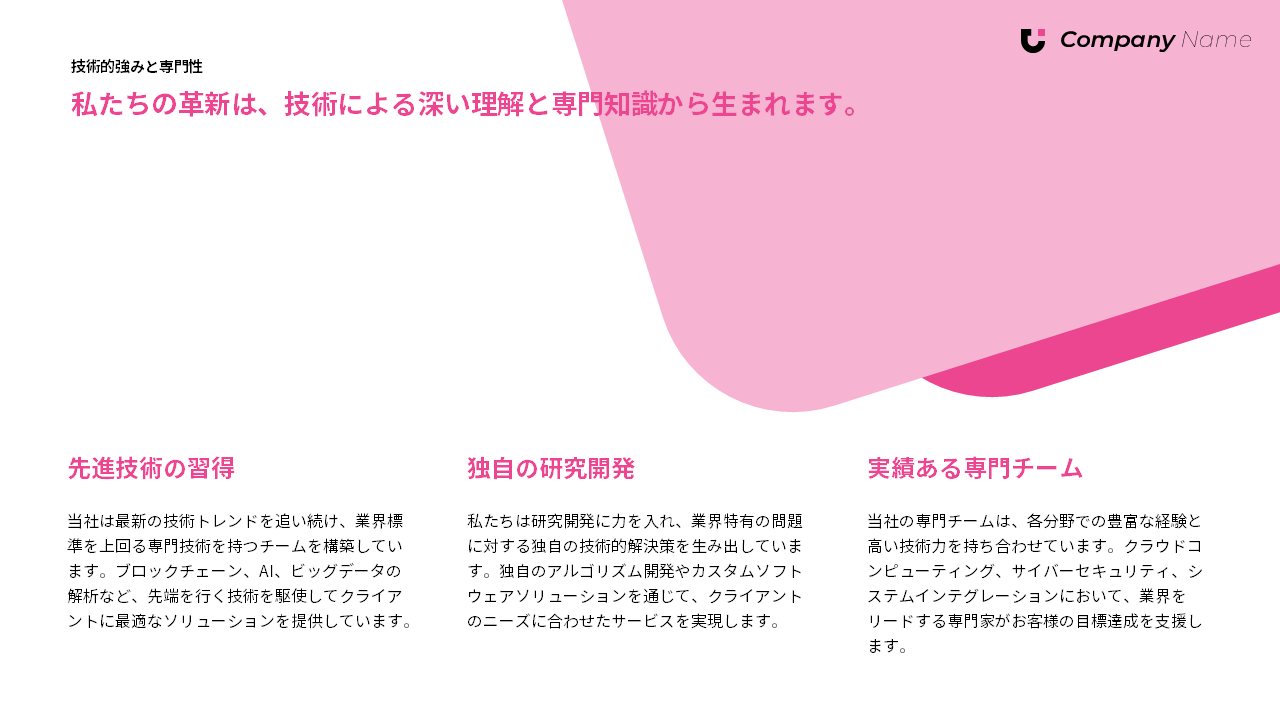 Company Name
技術的強みと専門性
私たちの革新は、技術による深い理解と専門知識から生まれます。
先進技術の習得
当社は最新の技術トレンドを追い続け、業界標
準を上回る専門技術を持つチームを構築してい
ます。ブロックチェーン、AI、ビッグデータの
解析など、先端を行く技術を駆使してクライア
ントに最適なソリューションを提供しています。
独自の研究開発
私たちは研究開発に力を入れ、業界特有の問題
に対する独自の技術的解決策を生み出していま
す。独自のアルゴリズム開発やカスタムソフト
ウェアソリューションを通じて、クライアント
のニーズに合わせたサービスを実現します。
実績ある専門チーム
当社の専門チームは、各分野での豊富な経験と
高い技術力を持ち合わせています。クラウドコ
ンピューティング、サイバーセキュリティ、シ
ステムインテグレーションにおいて、業界を
リードする専門家がお客様の目標達成を支援し
ます。